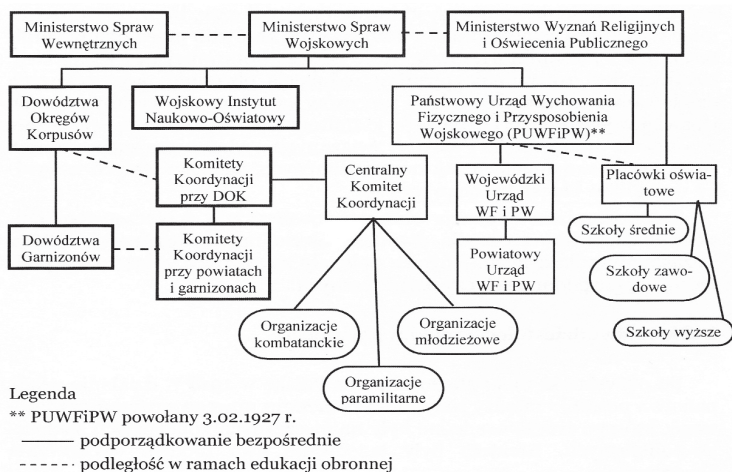 Ministerstwo Spraw
Wewnętrznych
Ministerstwo Spraw
Wojskowych
Ministerstwo Wyznań Religijnych
i Oświecenia Publicznego
Dowództwa
Okręgów
Korpusów
Wojskowy Instytut
Naukowo-Oświatowy
Państwowy Urząd Wychowania
Fizycznego i Przysposobienia
Wojskowego (PUWFiPW)**
Komitety
Koordynacji
przy DOK
Centralny
Komitet
Koordynacji
Wojewódzki
Urząd
WF i PW
Placówki oświa-
towe
Szkoły średnie
Dowództwa
Garnizonów
Komitety
Koordynacji
przy powiatach
i garnizonach
Powiatowy
Urząd
WF i PW
Szkoły zawo-
dowe
Szkoły wyższe
Organizacje
kombatanckie
Organizacje
młodzieżowe
Organizacje
paramilitarne
Legenda
** PUWFiPW powołany 3.02.1927 r.
podporządkowanie bezpośrednie
podległość w ramach edukacji obronnej